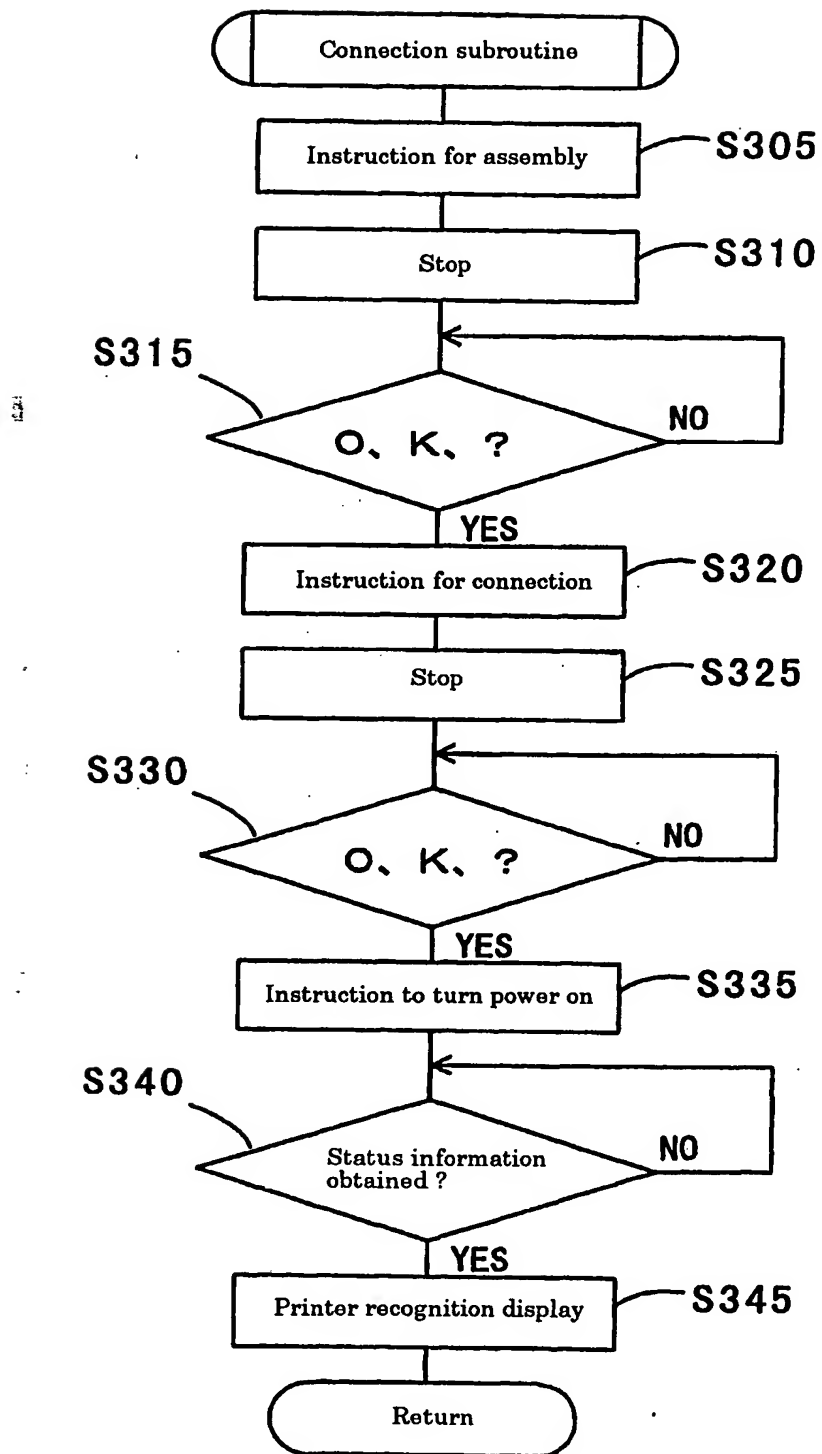 Connection subroutine
Instruction for assembly
S305
Stop
S310
S315
O、K、?
NO
YES
Instruction for connection
S320
Stop
S325
S330
O、K、?
NO
YES
Instruction to turn power on
S335
S340
Status information
obtained ?
NO
YES
Printer recognition display
S345
Return